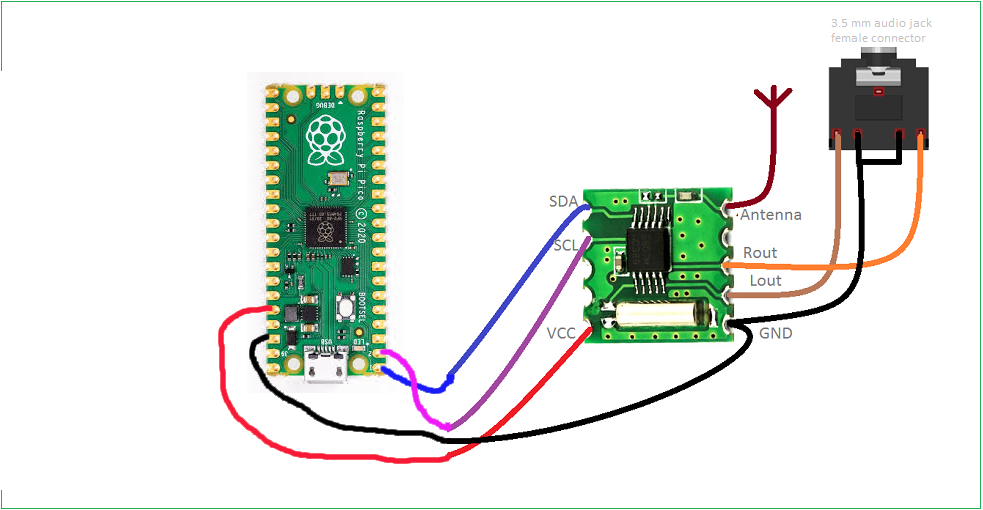 3.5 mm audio jack
female connector
DEBUG
Raspberry Pi Pico © 2020
BOOTSEL
LED
USB
SDA
SCL
VCC
Antenna
Rout
Lout
GND